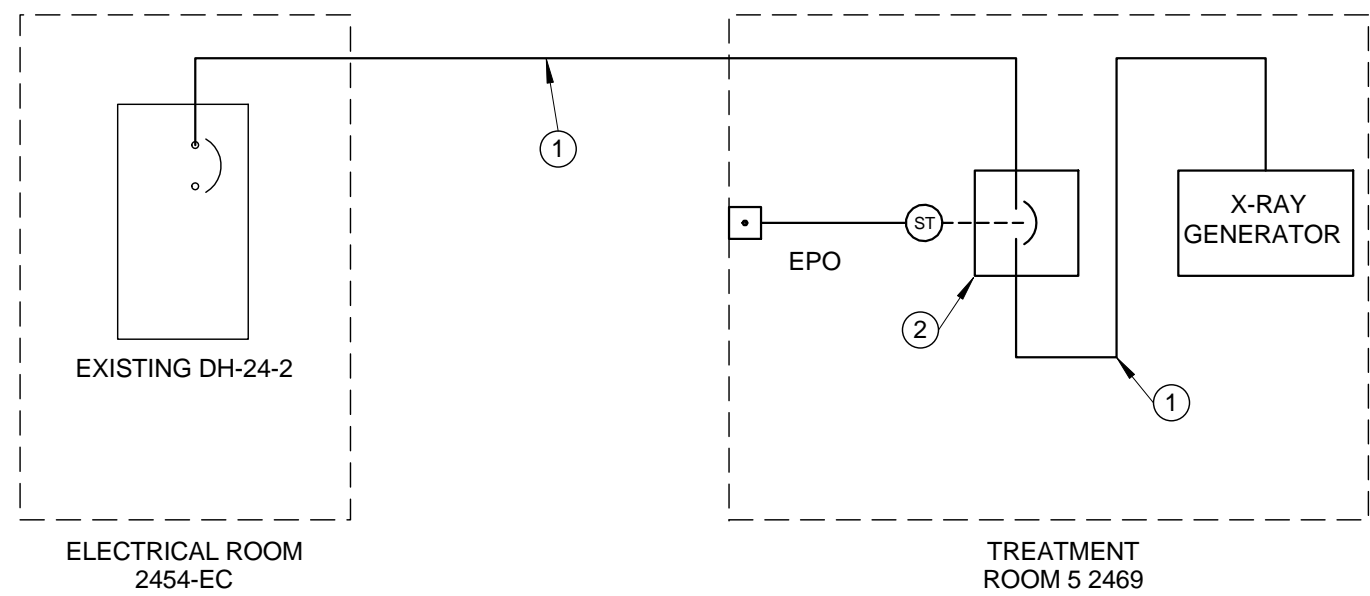 1
X-RAY
GENERATOR
ST
EPO
2
EXISTING DH-24-2
1
ELECTRICAL ROOM
2454-EC
TREATMENT
ROOM 5 2469